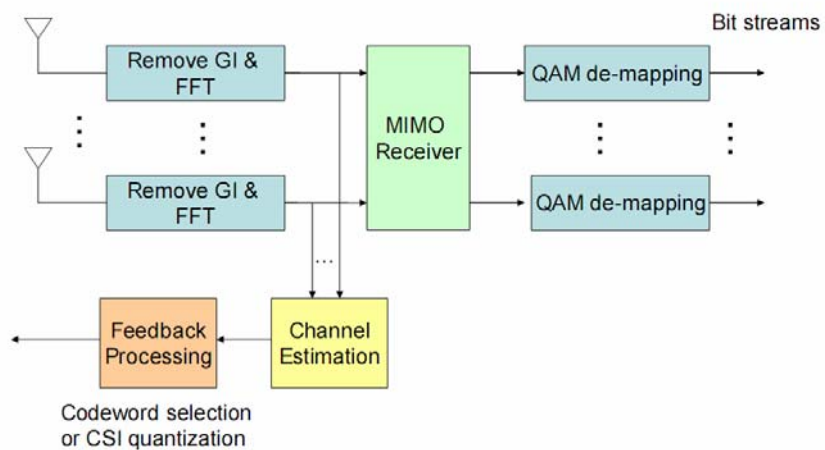 Bit streams
Remove GI &
FFT
QAM de-mapping
MIMO
Receiver
Remove GI &
FFT
QAM de-mapping
...
Feedback
Processing
Channel
Estimation
Codeword selection
or CSI quantization